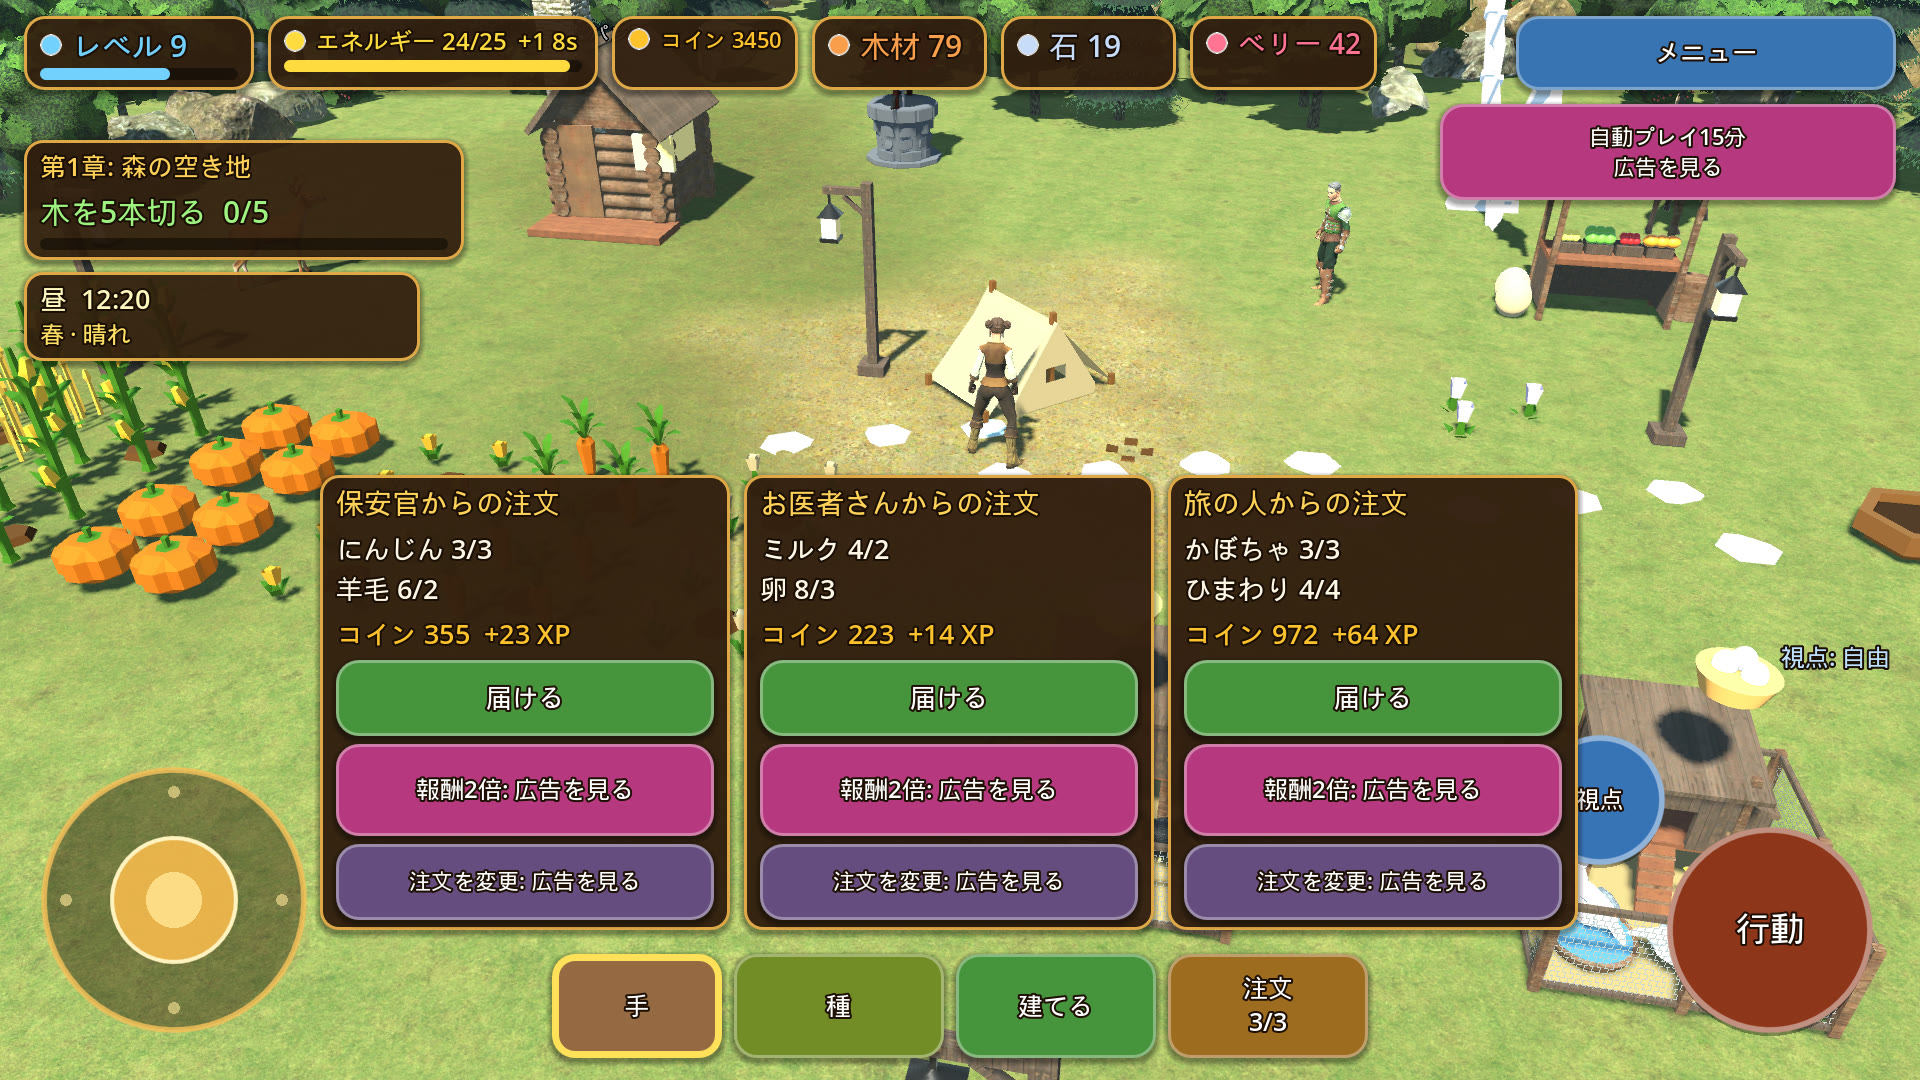 レベル 9
エネルギー 24/25 +1 8s
コイン 3450
木材 79
石 19
ベリー 42
メニュー
自動プレイ15分
広告を見る
第1章: 森の空き地
木を5本切る 0/5
昼 12:20
春 · 晴れ
保安官からの注文
にんじん 3/3
羊毛 6/2
コイン 355 +23 XP
届ける
報酬2倍: 広告を見る
注文を変更: 広告を見る
お医者さんからの注文
ミルク 4/2
卵 8/3
コイン 223 +14 XP
届ける
報酬2倍: 広告を見る
注文を変更: 広告を見る
旅の人からの注文
かぼちゃ 3/3
ひまわり 4/4
コイン 972 +64 XP
届ける
報酬2倍: 広告を見る
注文を変更: 広告を見る
視点: 自由
視点
行動
手
種
建てる
注文
3/3